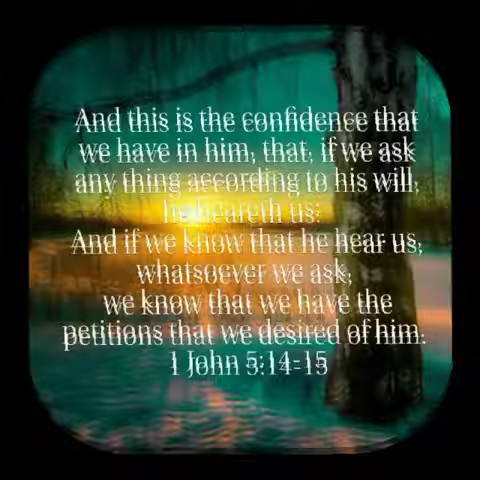 And this is the confidence that
we have in him, that, if we ask
any thing according to his will,
he heareth us:
And if we know that he hear us,
whatsoever we ask,
we know that we have the
petitions that we desired of him.
1 John 5:14-15